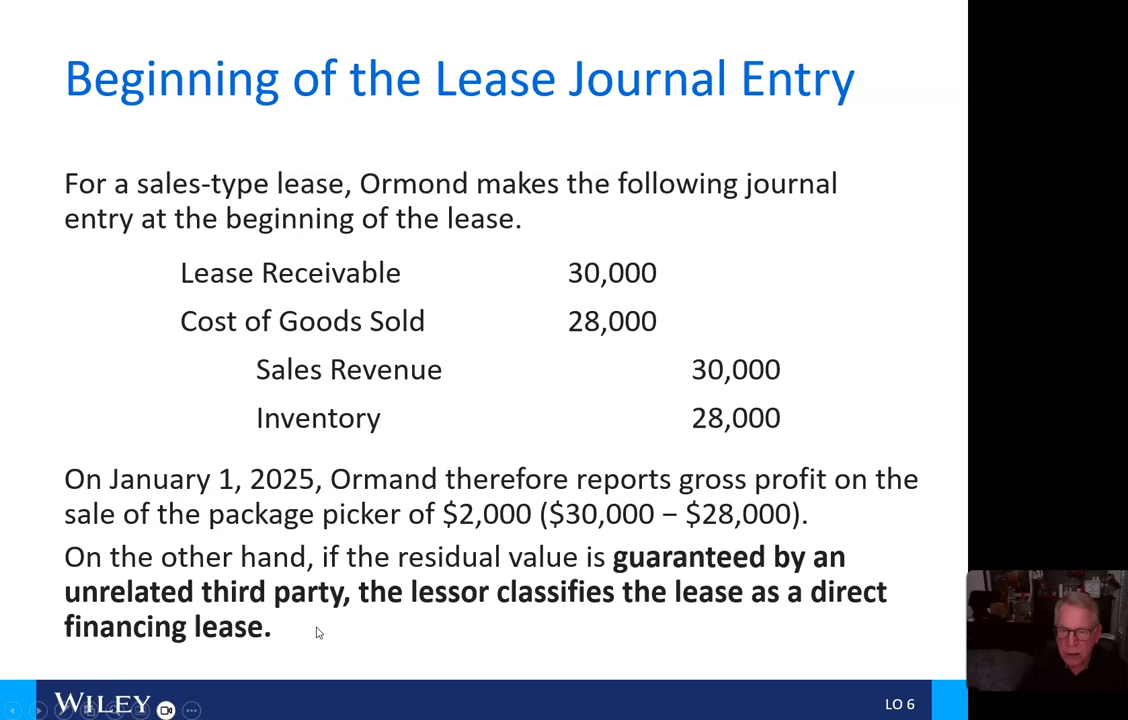 Beginning of the Lease Journal Entry
For a sales-type lease, Ormond makes the following journal
entry at the beginning of the lease.
Lease Receivable 30,000
Cost of Goods Sold 28,000
Sales Revenue 30,000
Inventory 28,000
On January 1, 2025, Ormand therefore reports gross profit on the
sale of the package picker of $2,000 ($30,000 − $28,000).
On the other hand, if the residual value is guaranteed by an
unrelated third party, the lessor classifies the lease as a direct
financing lease.
WILEY LO 6